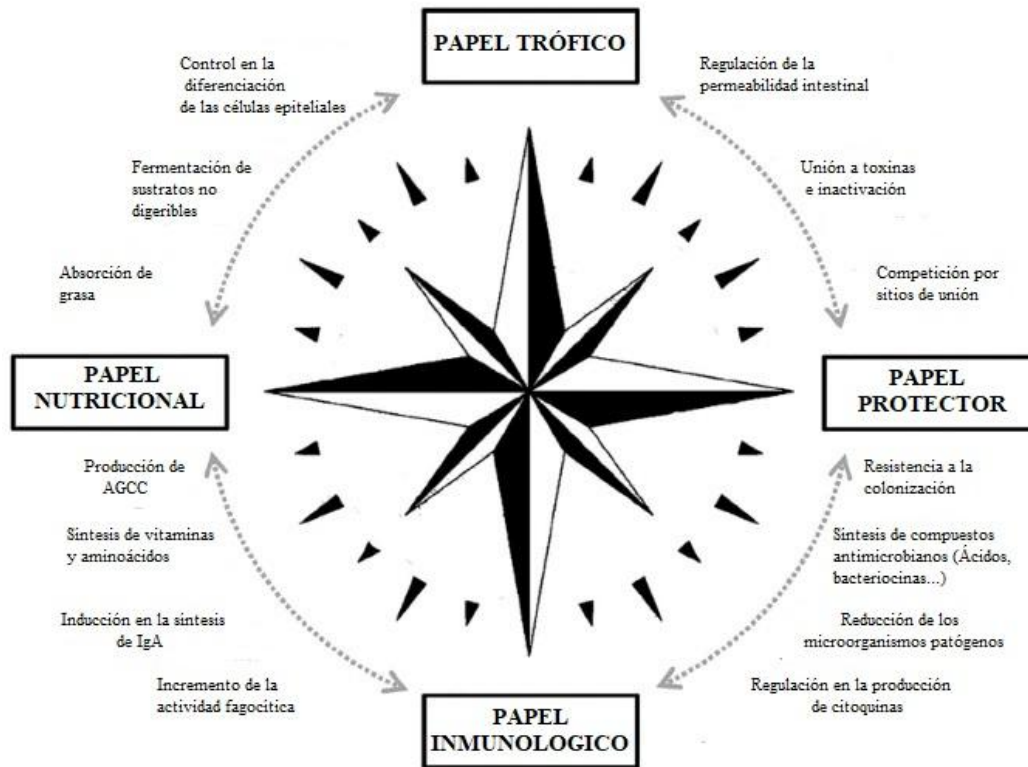 PAPEL TRÓFICO
Control en la
diferenciación
de las células epiteliales
Regulación de la
permeabilidad intestinal
Fermentación de
sustratos no
digeribles
Unión a toxinas
e inactivación
Absorción de
grasa
Competición por
sitios de unión
PAPEL
NUTRICIONAL
PAPEL
PROTECTOR
Producción de
AGCC
Resistencia a la
colonización
Síntesis de vitaminas
y aminoácidos
Síntesis de compuestos
antimicrobianos (Ácidos,
bacteriocinas...)
Inducción en la síntesis
de IgA
Reducción de los
microorganismos patógenos
Incremento de la
actividad fagocítica
Regulación en la producción
de citoquinas
PAPEL
INMUNOLOGICO